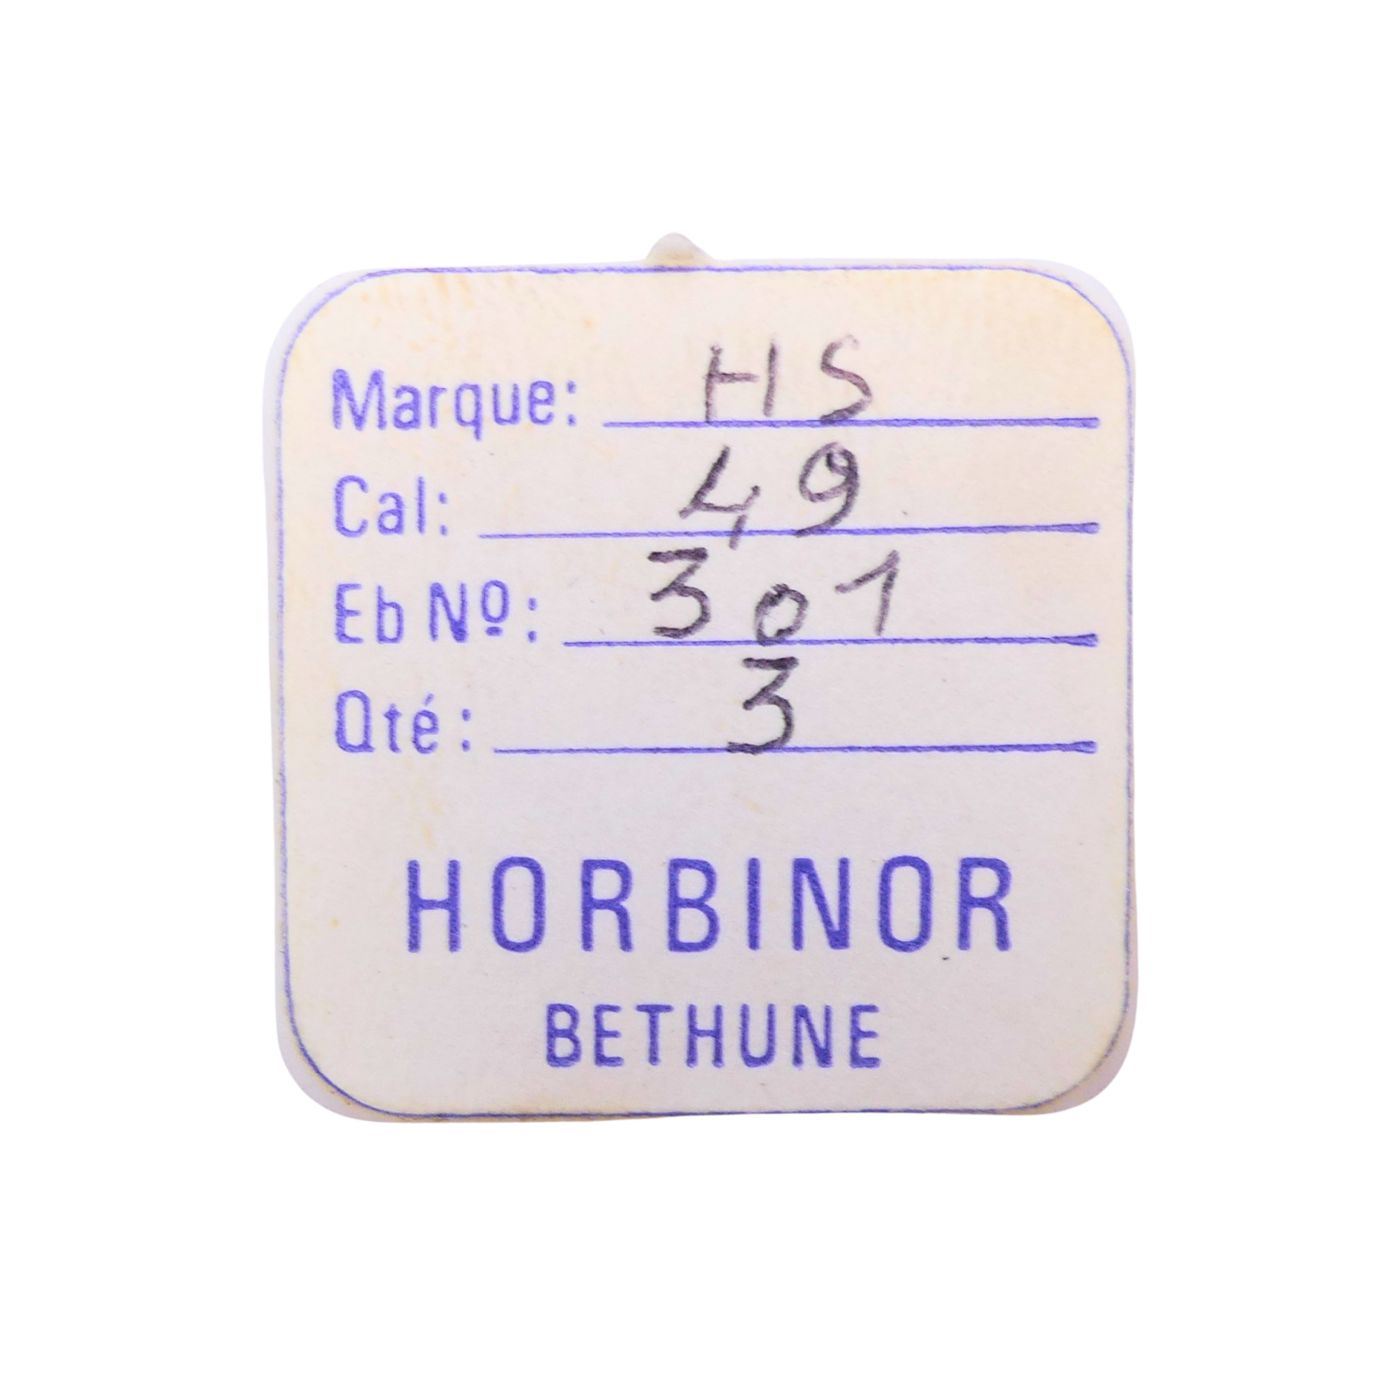 Marque: HS
Cal: 49
Eb Nº: 301
Qté: 3
HORBINOR
BETHUNE